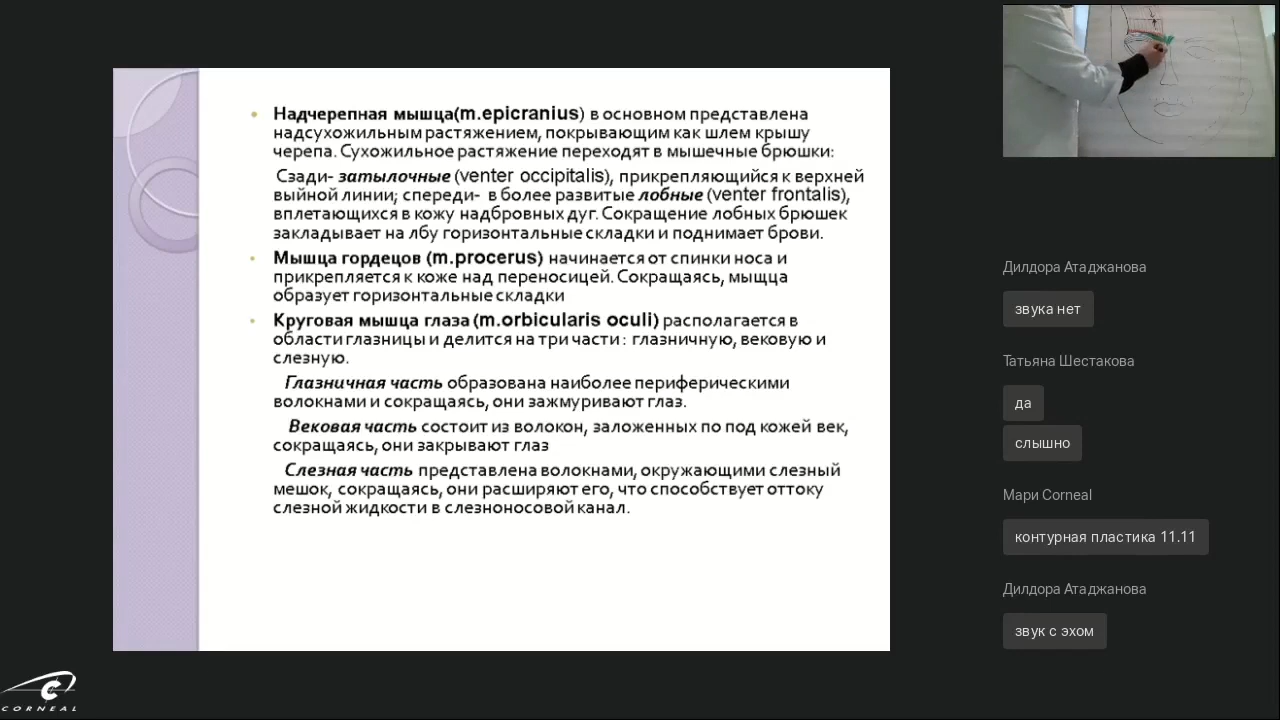 Надчерепная мышца(m.epicranius) в основном представлена
надсухожильным растяжением, покрывающим как шлем крышу
черепа. Сухожильное растяжение переходят в мышечные брюшки:
Сзади- затылочные (venter occipitalis), прикрепляющийся к верхней
выйной линии; спереди- в более развитые лобные (venter frontalis),
вплетающихся в кожу надбровных дуг. Сокращение лобных брюшек
закладывает на лбу горизонтальные складки и поднимает брови.
Мышца гордецов (m.procerus) начинается от спинки носа и
прикрепляется к коже над переносицей. Сокращаясь, мыщца
образует горизонтальные складки
Круговая мышца глаза (m.orbicularis oculi) располагается в
области глазницы и делится на три части : глазничную, вековую и
слезную.
Глазничная часть образована наиболее периферическими
волокнами и сокращаясь, они зажмуривают глаз.
Вековая часть состоит из волокон, заложенных по под кожей век,
сокращаясь, они закрывают глаз
Слезная часть представлена волокнами, окружающими слезный
мешок, сокращаясь, они расширяют его, что способствует оттоку
слезной жидкости в слезноносовой канал.
Дилдора Атаджанова
звука нет
Татьяна Шестакова
да
слышно
Мари Corneal
контурная пластика 11.11
Дилдора Атаджанова
звук с эхом
CORNEAL